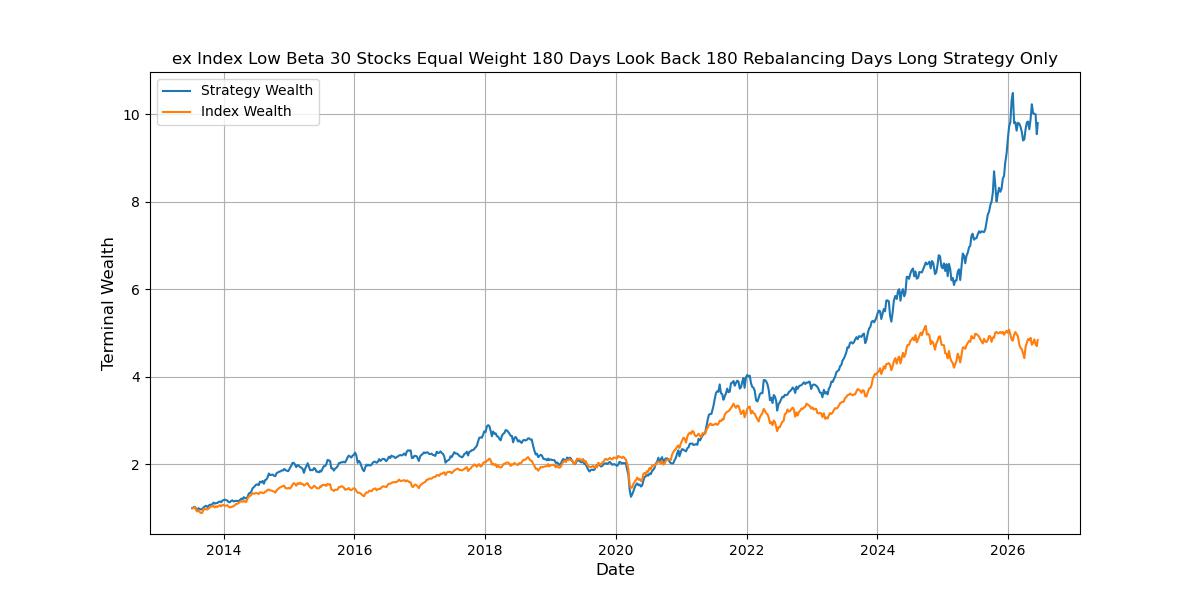 ex Index Low Beta 30 Stocks Equal Weight 180 Days Look Back 180 Rebalancing Days Long Strategy Only
Strategy Wealth
Index Wealth
10
8
6
4
2
Terminal Wealth
2014 2016 2018 2020 2022 2024 2026
Date